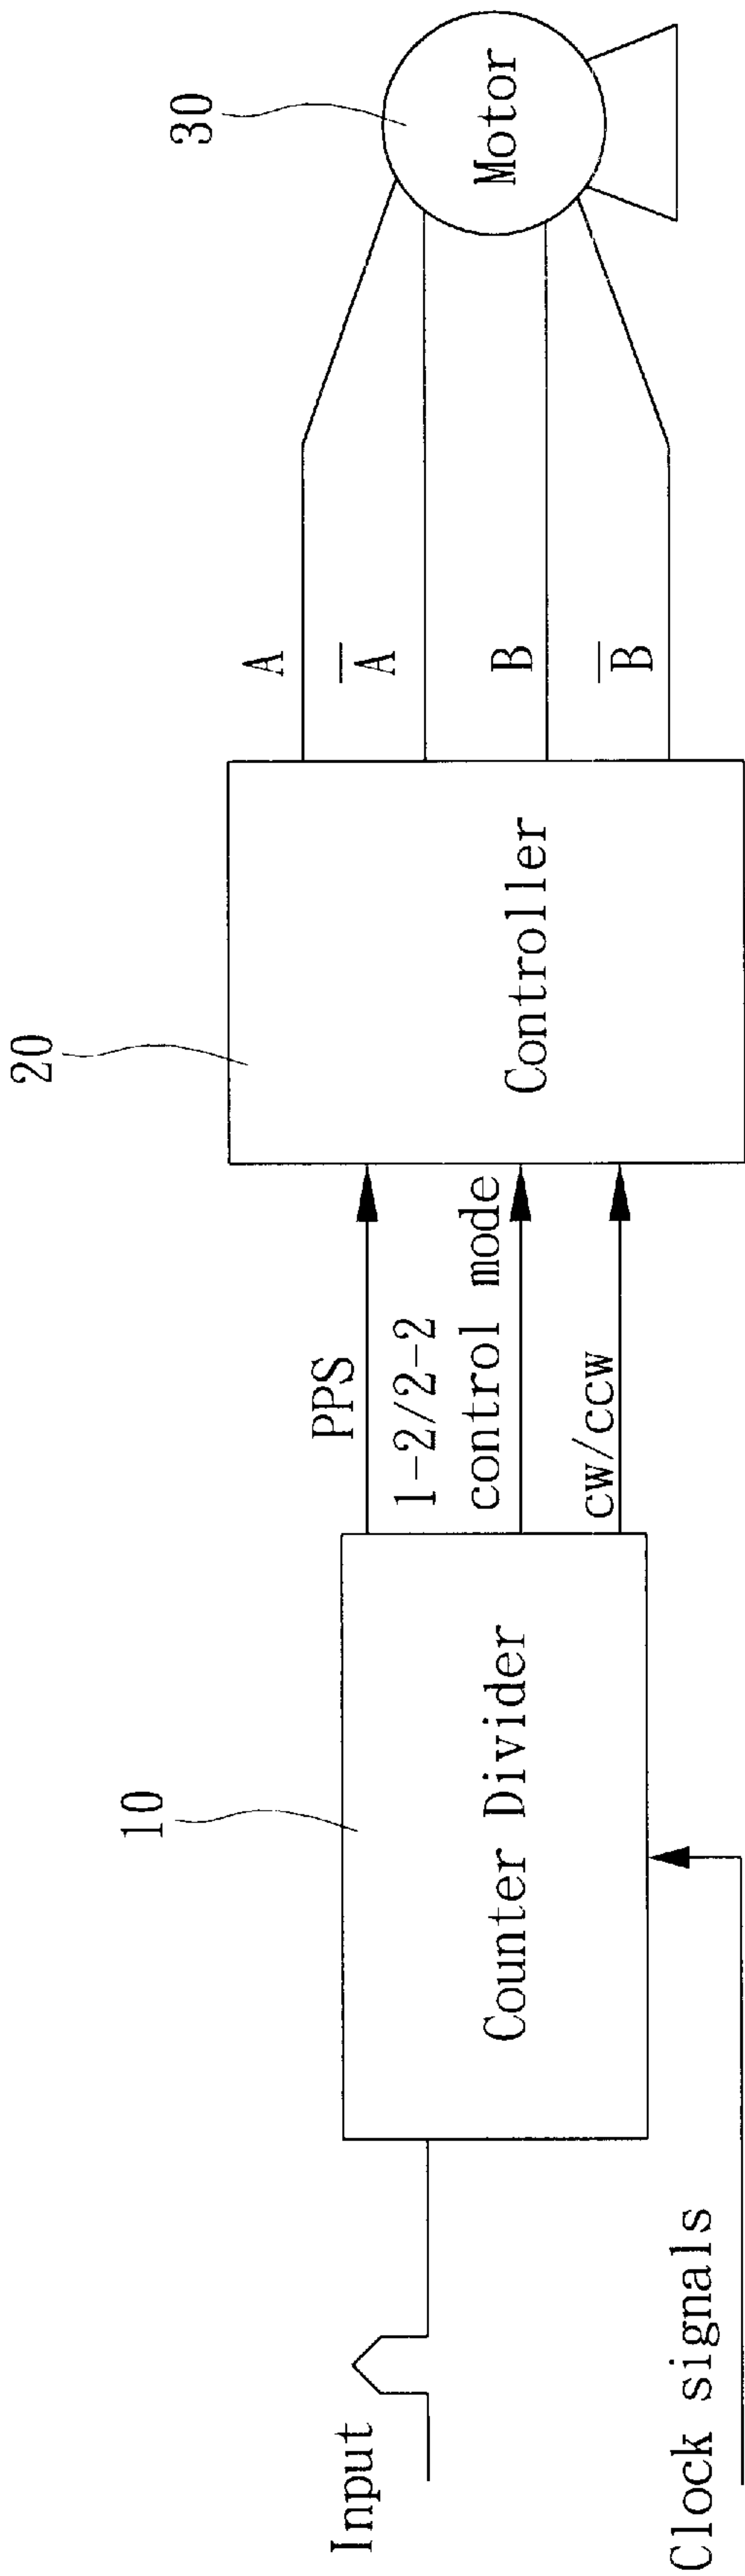 Input
Clock signals
10
Counter Divider
PPS
1-2/2-2
control mode
cw/ccw
20
Controller
A
A̅
B
B̅
30
Motor